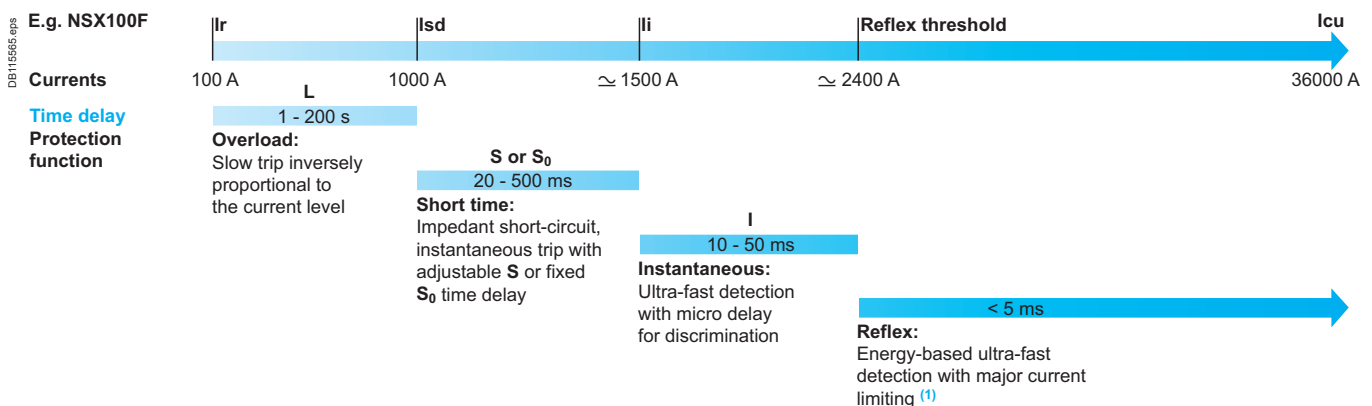 DB115565.eps
E.g. NSX100F
Ir
Isd
Ii
Reflex threshold
Icu
Currents
100 A
1000 A
≃ 1500 A
≃ 2400 A
36000 A
Time delay
Protection
function
L
1 - 200 s
Overload:
Slow trip inversely
proportional to
the current level
S or S₀
20 - 500 ms
Short time:
Impedant short-circuit,
instantaneous trip with
adjustable S or fixed
S₀ time delay
I
10 - 50 ms
Instantaneous:
Ultra-fast detection
with micro delay
for discrimination
< 5 ms
Reflex:
Energy-based ultra-fast
detection with major current
limiting (1)